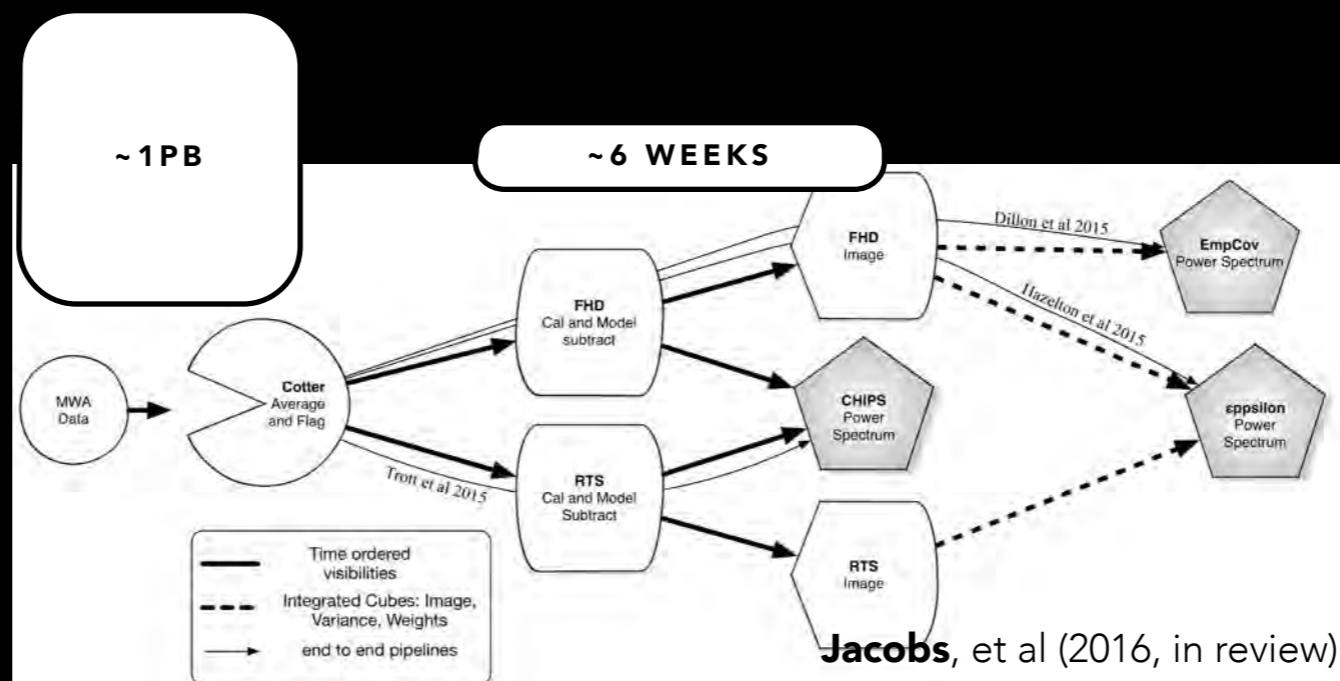 ~1PB
~6 WEEKS
MWA
Data
Cotter
Average
and Flag
FHD
Cal and Model
subtract
RTS
Cal and Model
Subtract
Trott et al 2015
FHD
Image
CHIPS
Power
Spectrum
RTS
Image
Dillon et al 2015
Hazelton et al 2015
EmpCov
Power Spectrum
εppsilon
Power
Spectrum
Time ordered
visibilities
Integrated Cubes: Image,
Variance, Weights
end to end pipelines
Jacobs, et al (2016, in review)